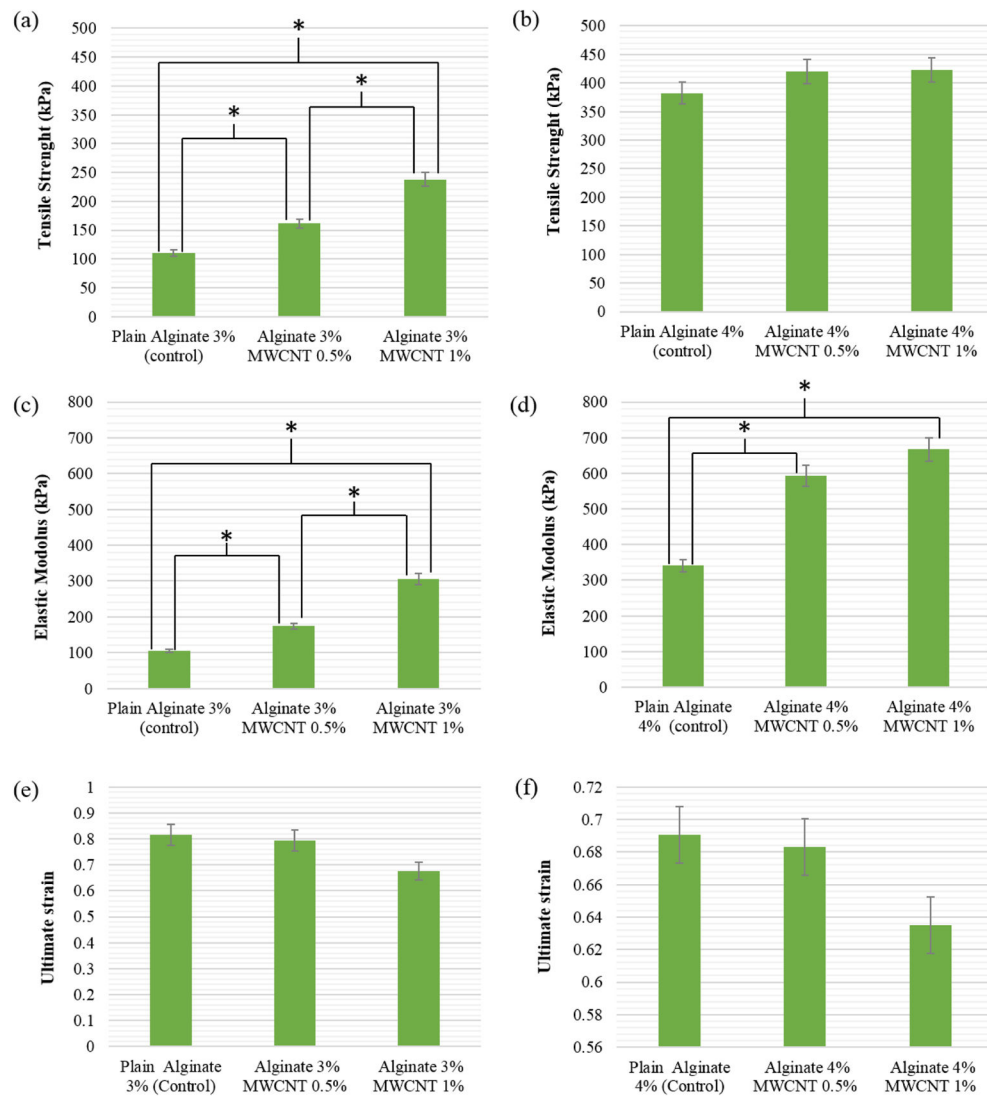 (a)
500
450
400
350
300
250
200
150
100
50
0
Tensile Strenght (kPa)
*
*
*
Plain Alginate 3%
(control)
Alginate 3%
MWCNT 0.5%
Alginate 3%
MWCNT 1%
(b)
500
450
400
350
300
250
200
150
100
50
0
Tensile Strenght (kPa)
Plain Alginate 4%
(control)
Alginate 4%
MWCNT 0.5%
Alginate 4%
MWCNT 1%
(c)
800
700
600
500
400
300
200
100
0
Elastic Modolus (kPa)
*
*
*
Plain Alginate 3%
(control)
Alginate 3%
MWCNT 0.5%
Alginate 3%
MWCNT 1%
(d)
800
700
600
500
400
300
200
100
0
Elastic Modolus (kPa)
*
*
Plain Alginate
4% (control)
Alginate 4%
MWCNT 0.5%
Alginate 4%
MWCNT 1%
(e)
1
0.9
0.8
0.7
0.6
0.5
0.4
0.3
0.2
0.1
0
Ultimate strain
Plain Alginate
3% (Control)
Alginate 3%
MWCNT 0.5%
Alginate 3%
MWCNT 1%
(f)
0.72
0.7
0.68
0.66
0.64
0.62
0.6
0.58
0.56
Ultimate strain
Plain Alginate
4% (Control)
Alginate 4%
MWCNT 0.5%
Alginate 4%
MWCNT 1%